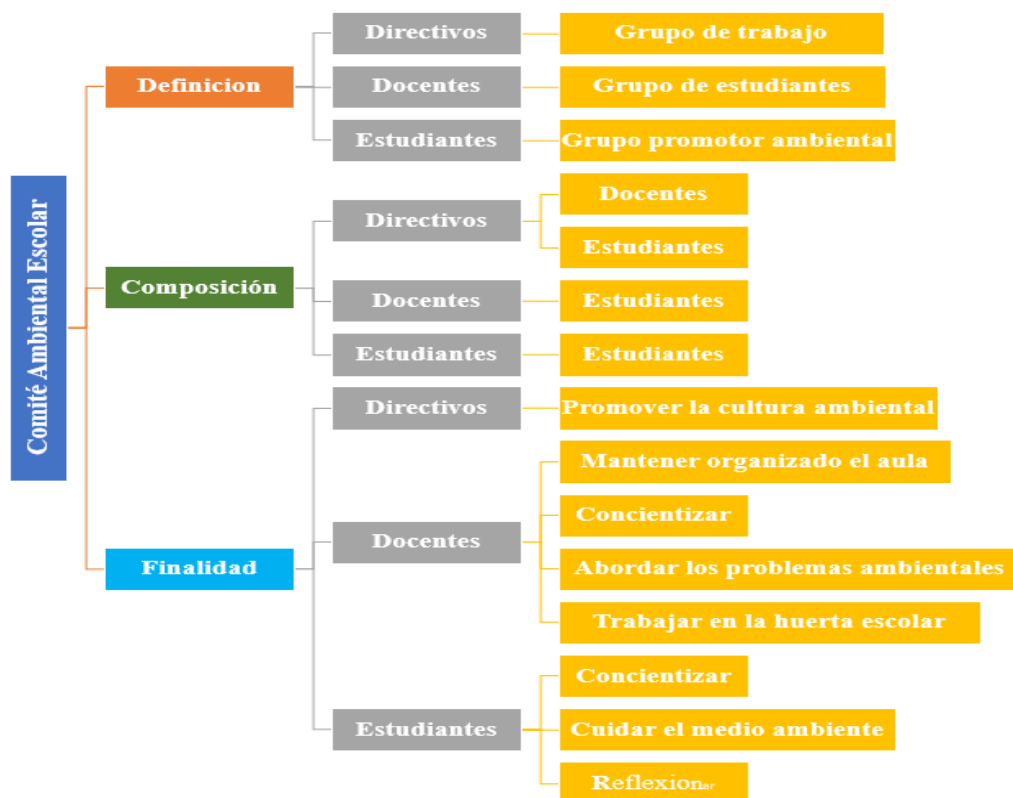 Comité Ambiental Escolar
Definicion
Directivos
Grupo de trabajo
Docentes
Grupo de estudiantes
Estudiantes
Grupo promotor ambiental
Composición
Directivos
Docentes
Estudiantes
Docentes
Estudiantes
Estudiantes
Estudiantes
Finalidad
Directivos
Promover la cultura ambiental
Docentes
Mantener organizado el aula
Concientizar
Abordar los problemas ambientales
Trabajar en la huerta escolar
Estudiantes
Concientizar
Cuidar el medio ambiente
Reflexionar